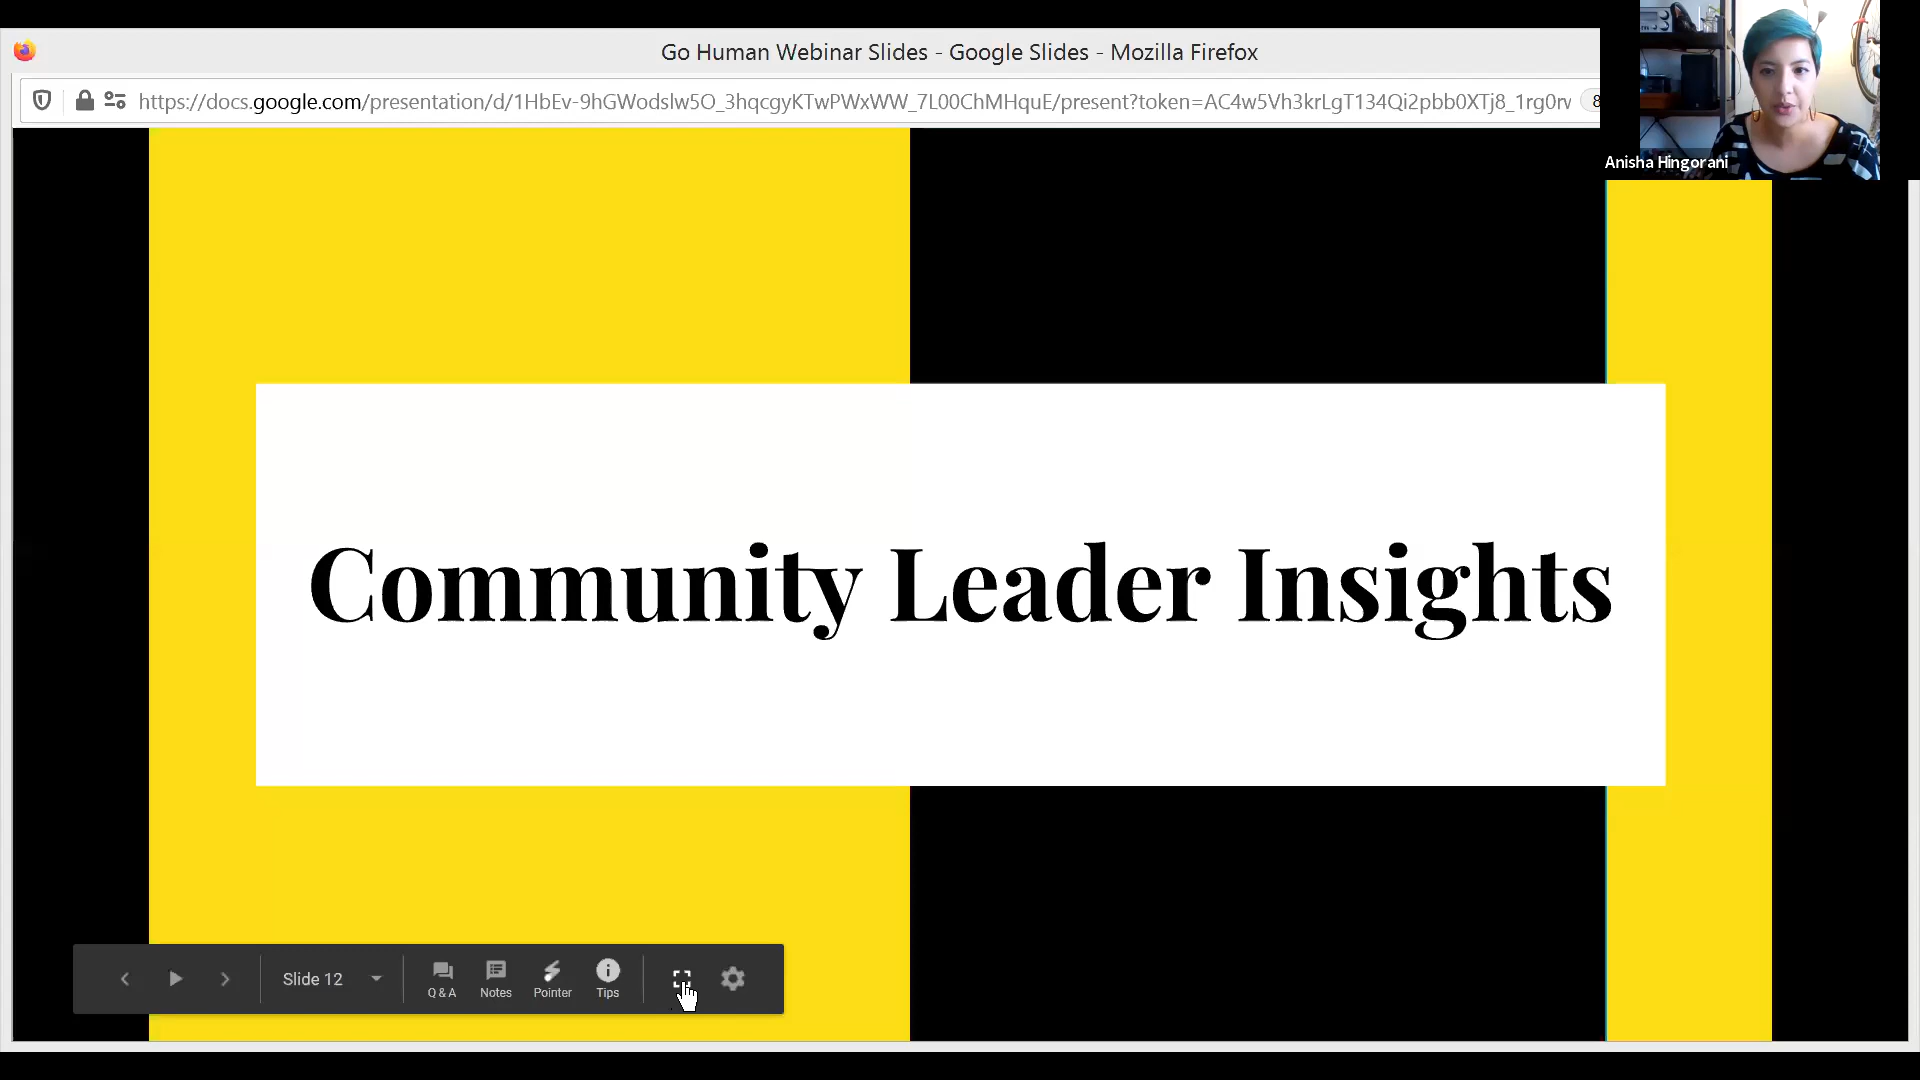 Go Human Webinar Slides - Google Slides - Mozilla Firefox
https://docs.google.com/presentation/d/1HbEv-9hGWodslw5O_3hqcgyKTwPWxWW_7L00ChMHquE/present?token=AC4w5Vh3krLgT134Qi2pbb0XTj8_1rg0rv
8
Anisha Hingorani
Community Leader Insights
Slide 12
Q & A
Notes
Pointer
Tips